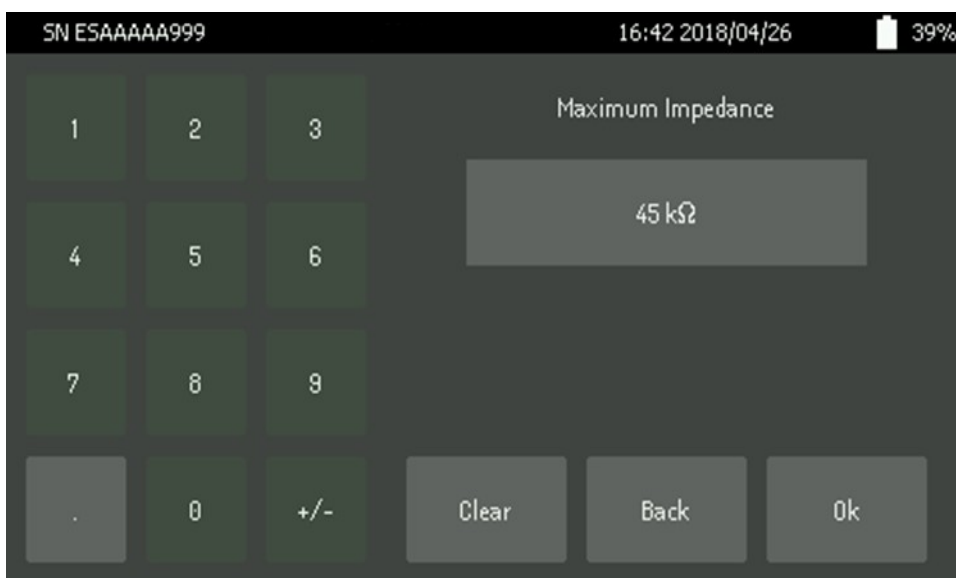 SN ESAAAAA999 16:42 2018/04/26 39%
Maximum Impedance
45 kΩ
1 2 3
4 5 6
7 8 9
. 0 +/-
Clear Back Ok